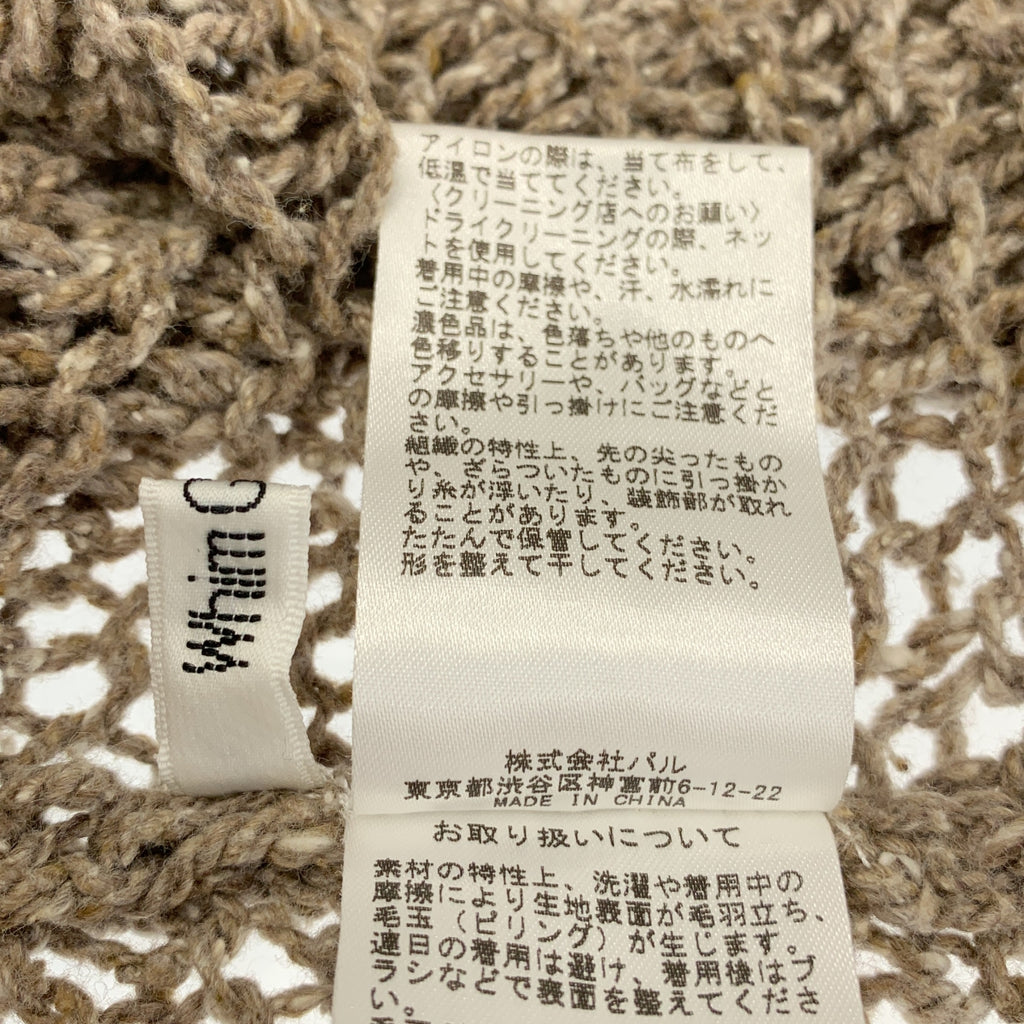 アイロンの際は、当て布をして、
低温で当ててください。
〈クリーニング店へのお願い〉
ドライクリーニングの際、ネッ
トを使用してください。
着用中の摩擦や、汗、水濡れに
ご注意ください。
濃色品は、色落ちや他のものへ
色移りすることがあります。
アクセサリーや、バッグなどと
の摩擦や引っ掛けにご注意くだ
さい。
組織の特性上、先の尖ったもの
や、ざらついたものに引っ掛か
り糸が浮いたり、装飾部が取れ
ることがあります。
たたんで保管してください。
形を整えて干してください。
株式会社パル
東京都渋谷区神宮前6-12-22
MADE IN CHINA
お取り扱いについて
素材の特性上、洗濯や着用中の
摩擦により生地表面が毛羽立ち、
毛玉（ピリング）が生じます。
連日の着用は避け、着用後はブ
ラシなどで表面を整えてくださ
い。